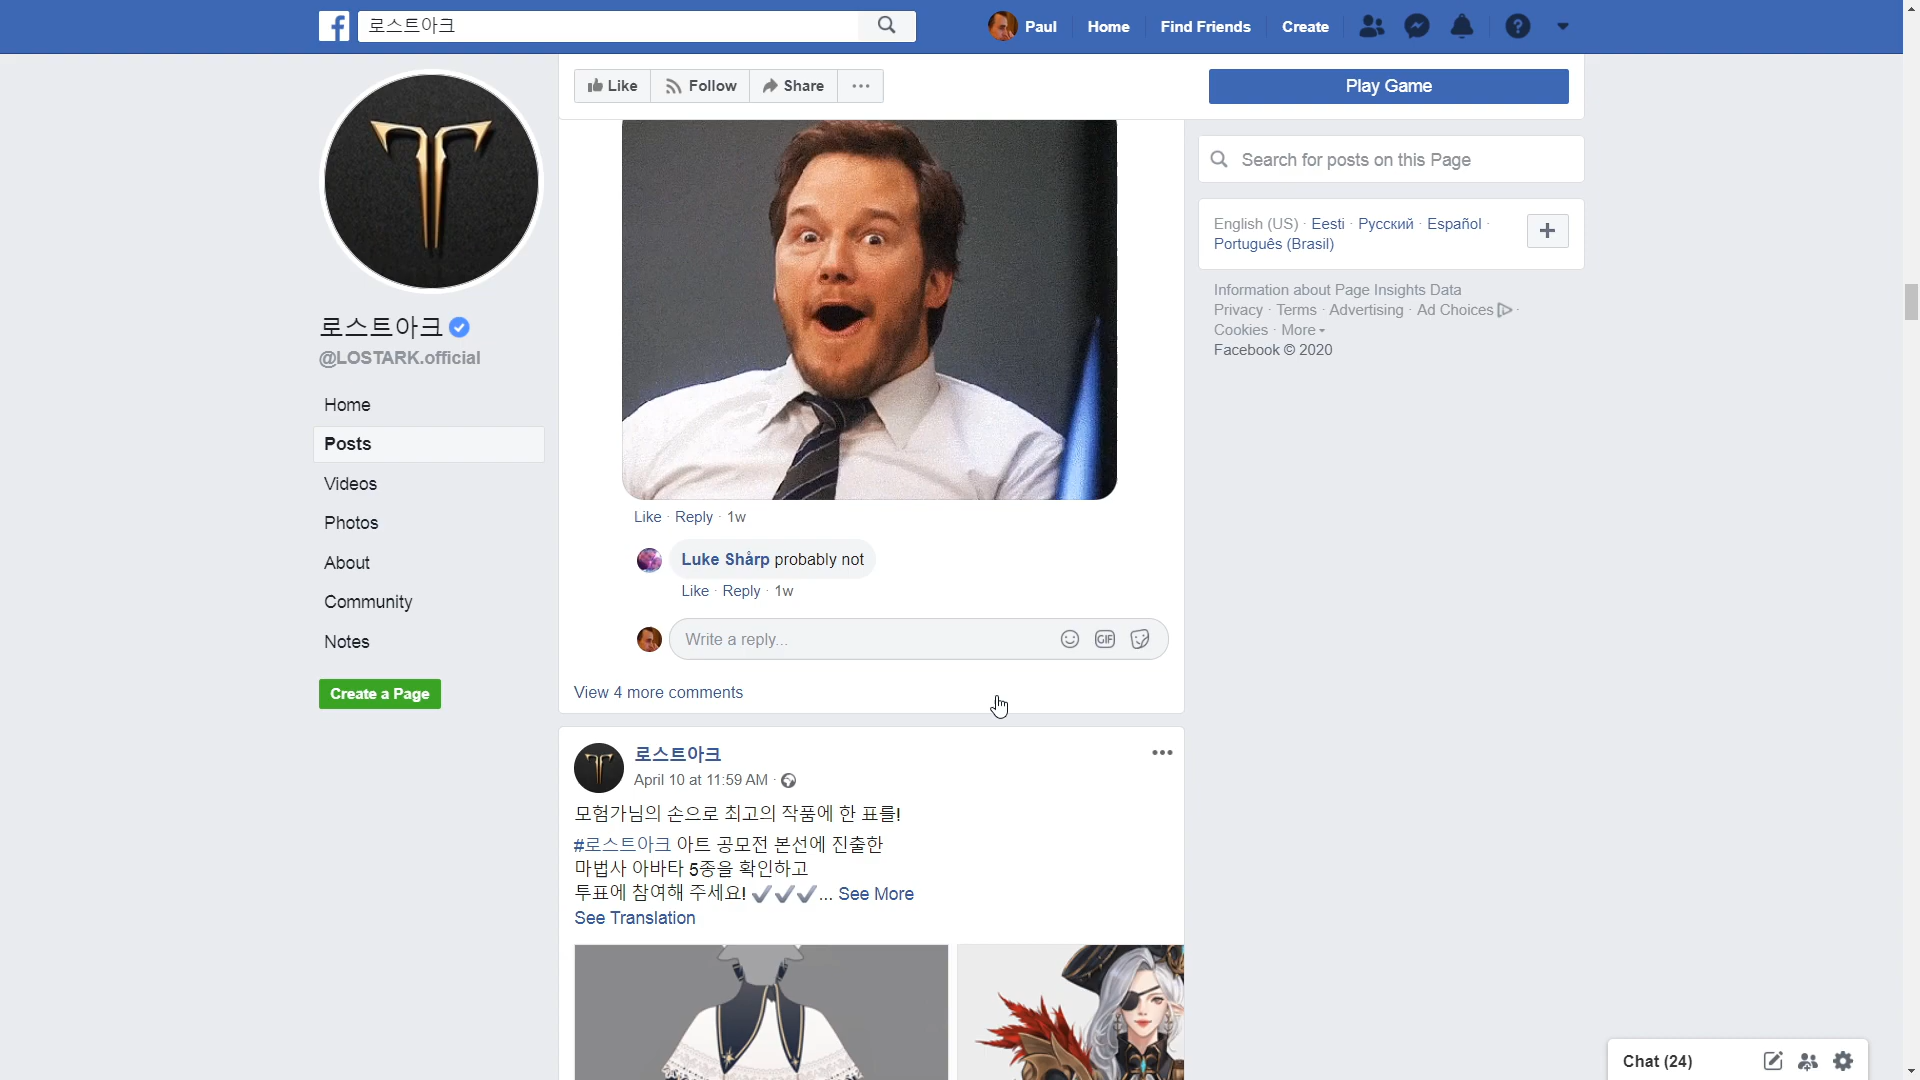 로스트아크
Paul
Home
Find Friends
Create
Like
Follow
Share
Play Game
로스트아크
@LOSTARK.official
Home
Posts
Videos
Photos
About
Community
Notes
Create a Page
Like · Reply · 1w
Luke Shårp probably not
Like · Reply · 1w
Write a reply...
GIF
View 4 more comments
로스트아크
April 10 at 11:59 AM ·
모험가님의 손으로 최고의 작품에 한 표를!
#로스트아크 아트 공모전 본선에 진출한
마법사 아바타 5종을 확인하고
투표에 참여해 주세요! ✔✔✔... See More
See Translation
Search for posts on this Page
English (US) · Eesti · Русский · Español ·
Português (Brasil)
Information about Page Insights Data
Privacy · Terms · Advertising · Ad Choices ·
Cookies · More
Facebook © 2020
Chat (24)